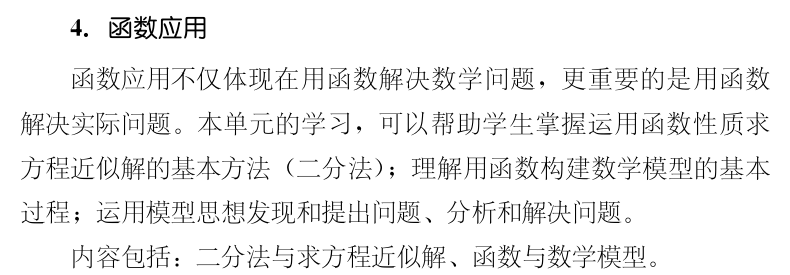 4. 函数应用
函数应用不仅体现在用函数解决数学问题，更重要的是用函数
解决实际问题。本单元的学习，可以帮助学生掌握运用函数性质求
方程近似解的基本方法（二分法）；理解用函数构建数学模型的基本
过程；运用模型思想发现和提出问题、分析和解决问题。
内容包括：二分法与求方程近似解、函数与数学模型。